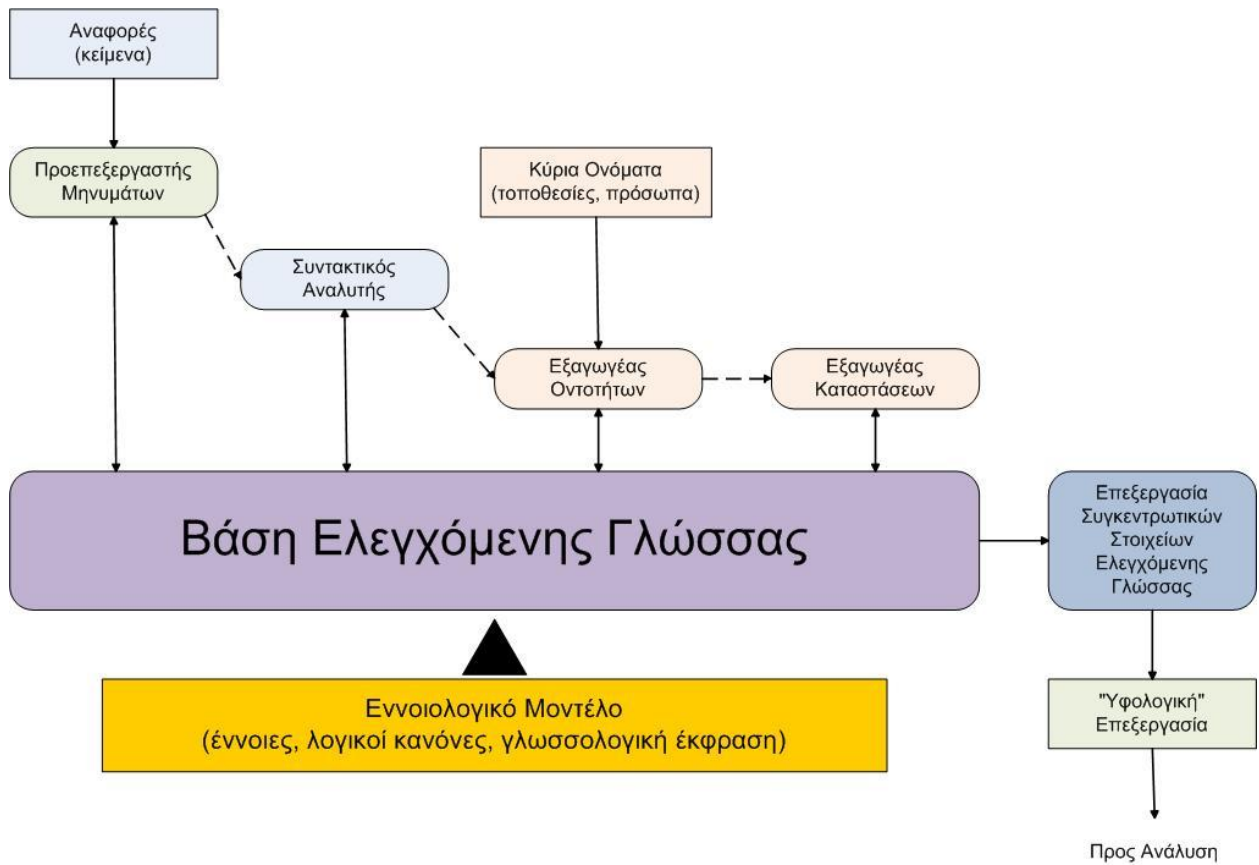 Αναφορές
(κείμενα)
Προεπεξεργαστής
Μηνυμάτων
Κύρια Ονόματα
(τοποθεσίες, πρόσωπα)
Συντακτικός
Αναλυτής
Εξαγωγέας
Οντοτήτων
Εξαγωγέας
Καταστάσεων
Βάση Ελεγχόμενης Γλώσσας
Επεξεργασία
Συγκεντρωτικών
Στοιχείων
Ελεγχόμενης
Γλώσσας
Εννοιολογικό Μοντέλο
(έννοιες, λογικοί κανόνες, γλωσσολογική έκφραση)
"Υφολογική"
Επεξεργασία
Προς Ανάλυση